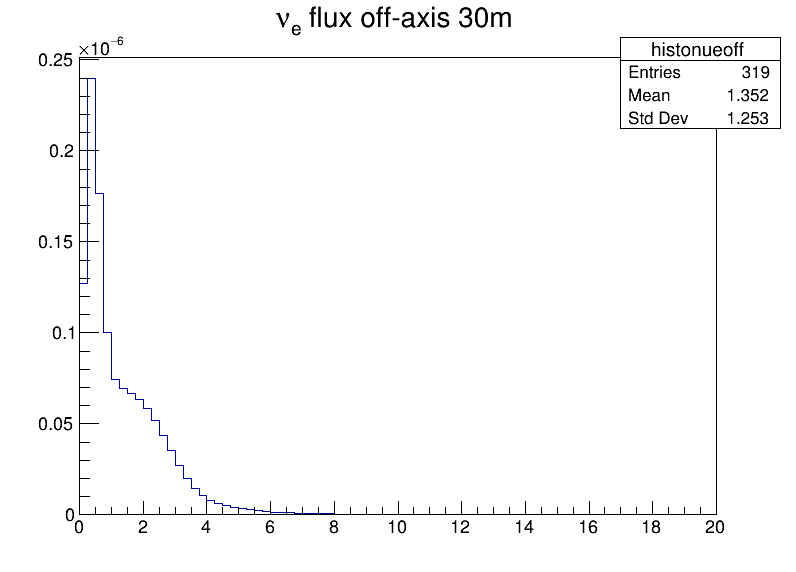 νe flux off-axis 30m
×10−6
histonueoff
Entries 319
Mean 1.352
Std Dev 1.253
0.25
0.2
0.15
0.1
0.05
0
0 2 4 6 8 10 12 14 16 18 20